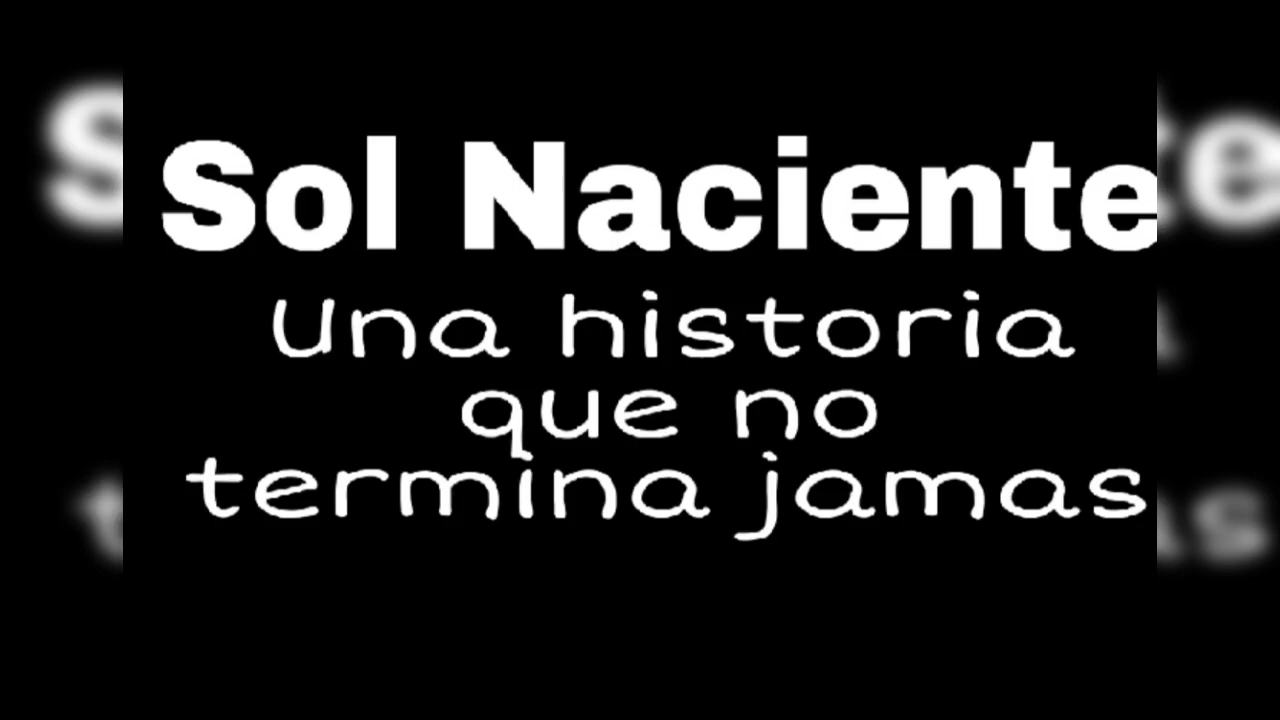 Sol Naciente
Una historia
que no
termina jamas